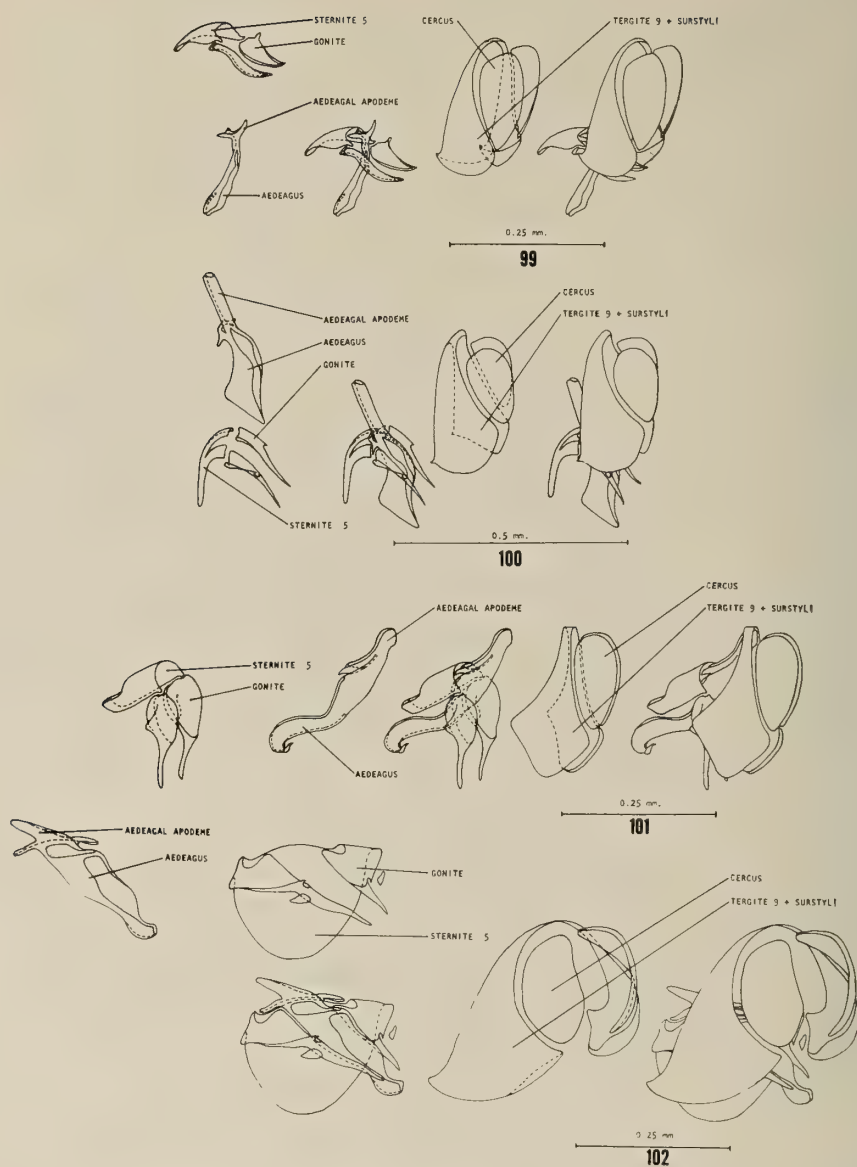 STERNITE 5
GONITE
CERCUS
TERGITE 9 + SURSTYLI
AEDEAGAL APODEME
AEDEAGUS
0.25 mm.
99
AEDEAGAL APODEME
AEDEAGUS
GONITE
STERNITE 5
CERCUS
TERGITE 9 + SURSTYLI
0.5 mm.
100
AEDEAGAL APODEME
STERNITE 5
GONITE
AEDEAGUS
CERCUS
TERGITE 9 + SURSTYLI
0.25 mm.
101
AEDEAGAL APODEME
AEDEAGUS
GONITE
STERNITE 5
CERCUS
TERGITE 9 + SURSTYLI
0 25 mm
102